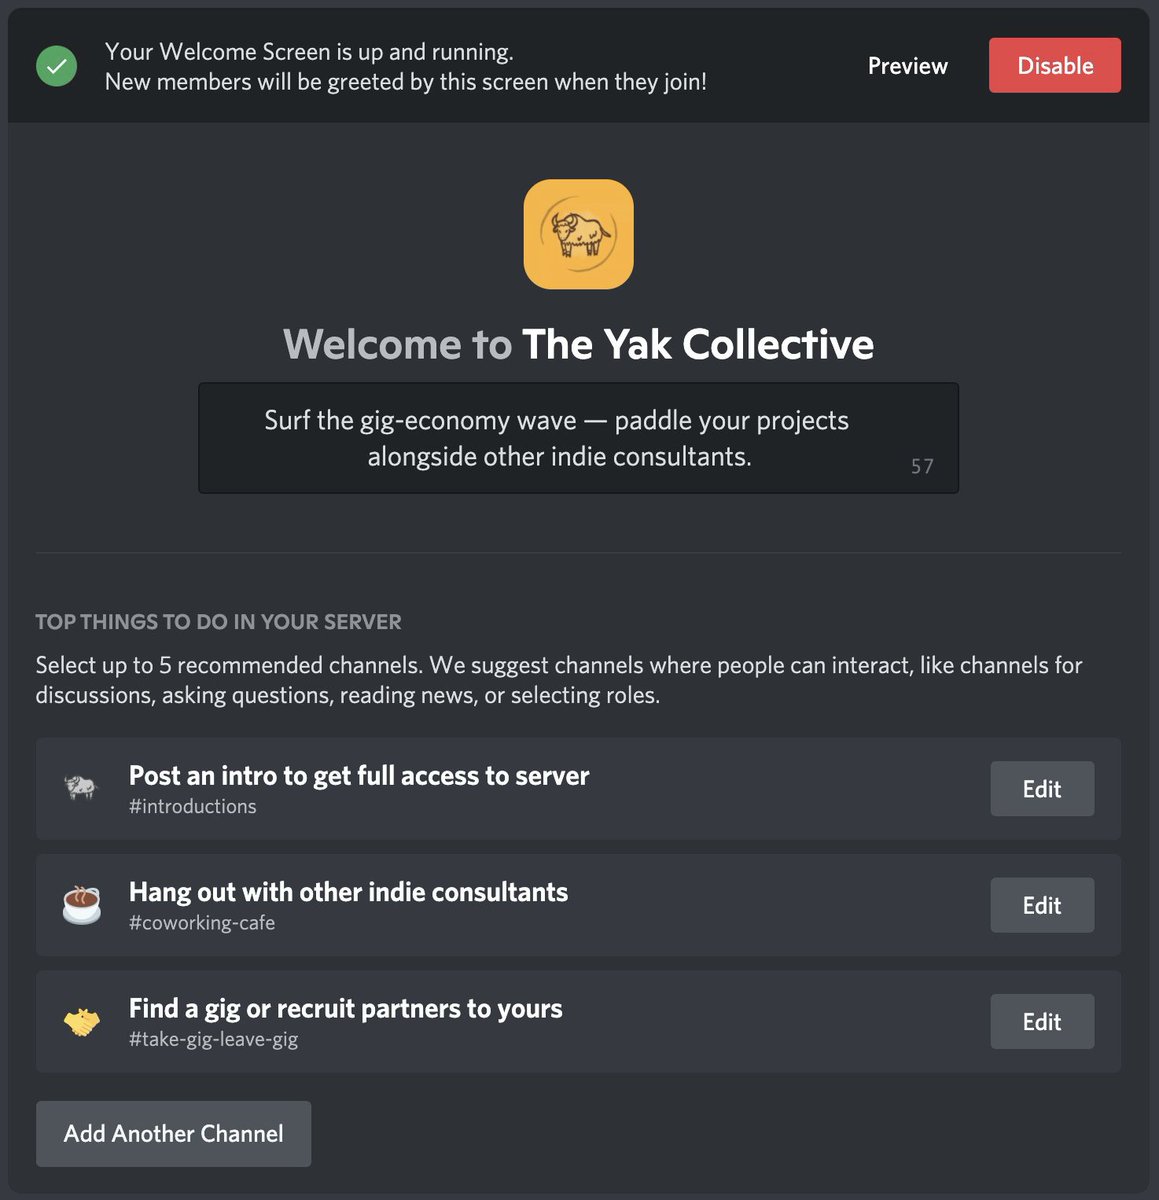 Your Welcome Screen is up and running.
New members will be greeted by this screen when they join!
Preview
Disable
Welcome to The Yak Collective
Surf the gig-economy wave — paddle your projects
alongside other indie consultants.
57
TOP THINGS TO DO IN YOUR SERVER
Select up to 5 recommended channels. We suggest channels where people can interact, like channels for
discussions, asking questions, reading news, or selecting roles.
Post an intro to get full access to server
#introductions
Edit
Hang out with other indie consultants
#coworking-cafe
Edit
Find a gig or recruit partners to yours
#take-gig-leave-gig
Edit
Add Another Channel